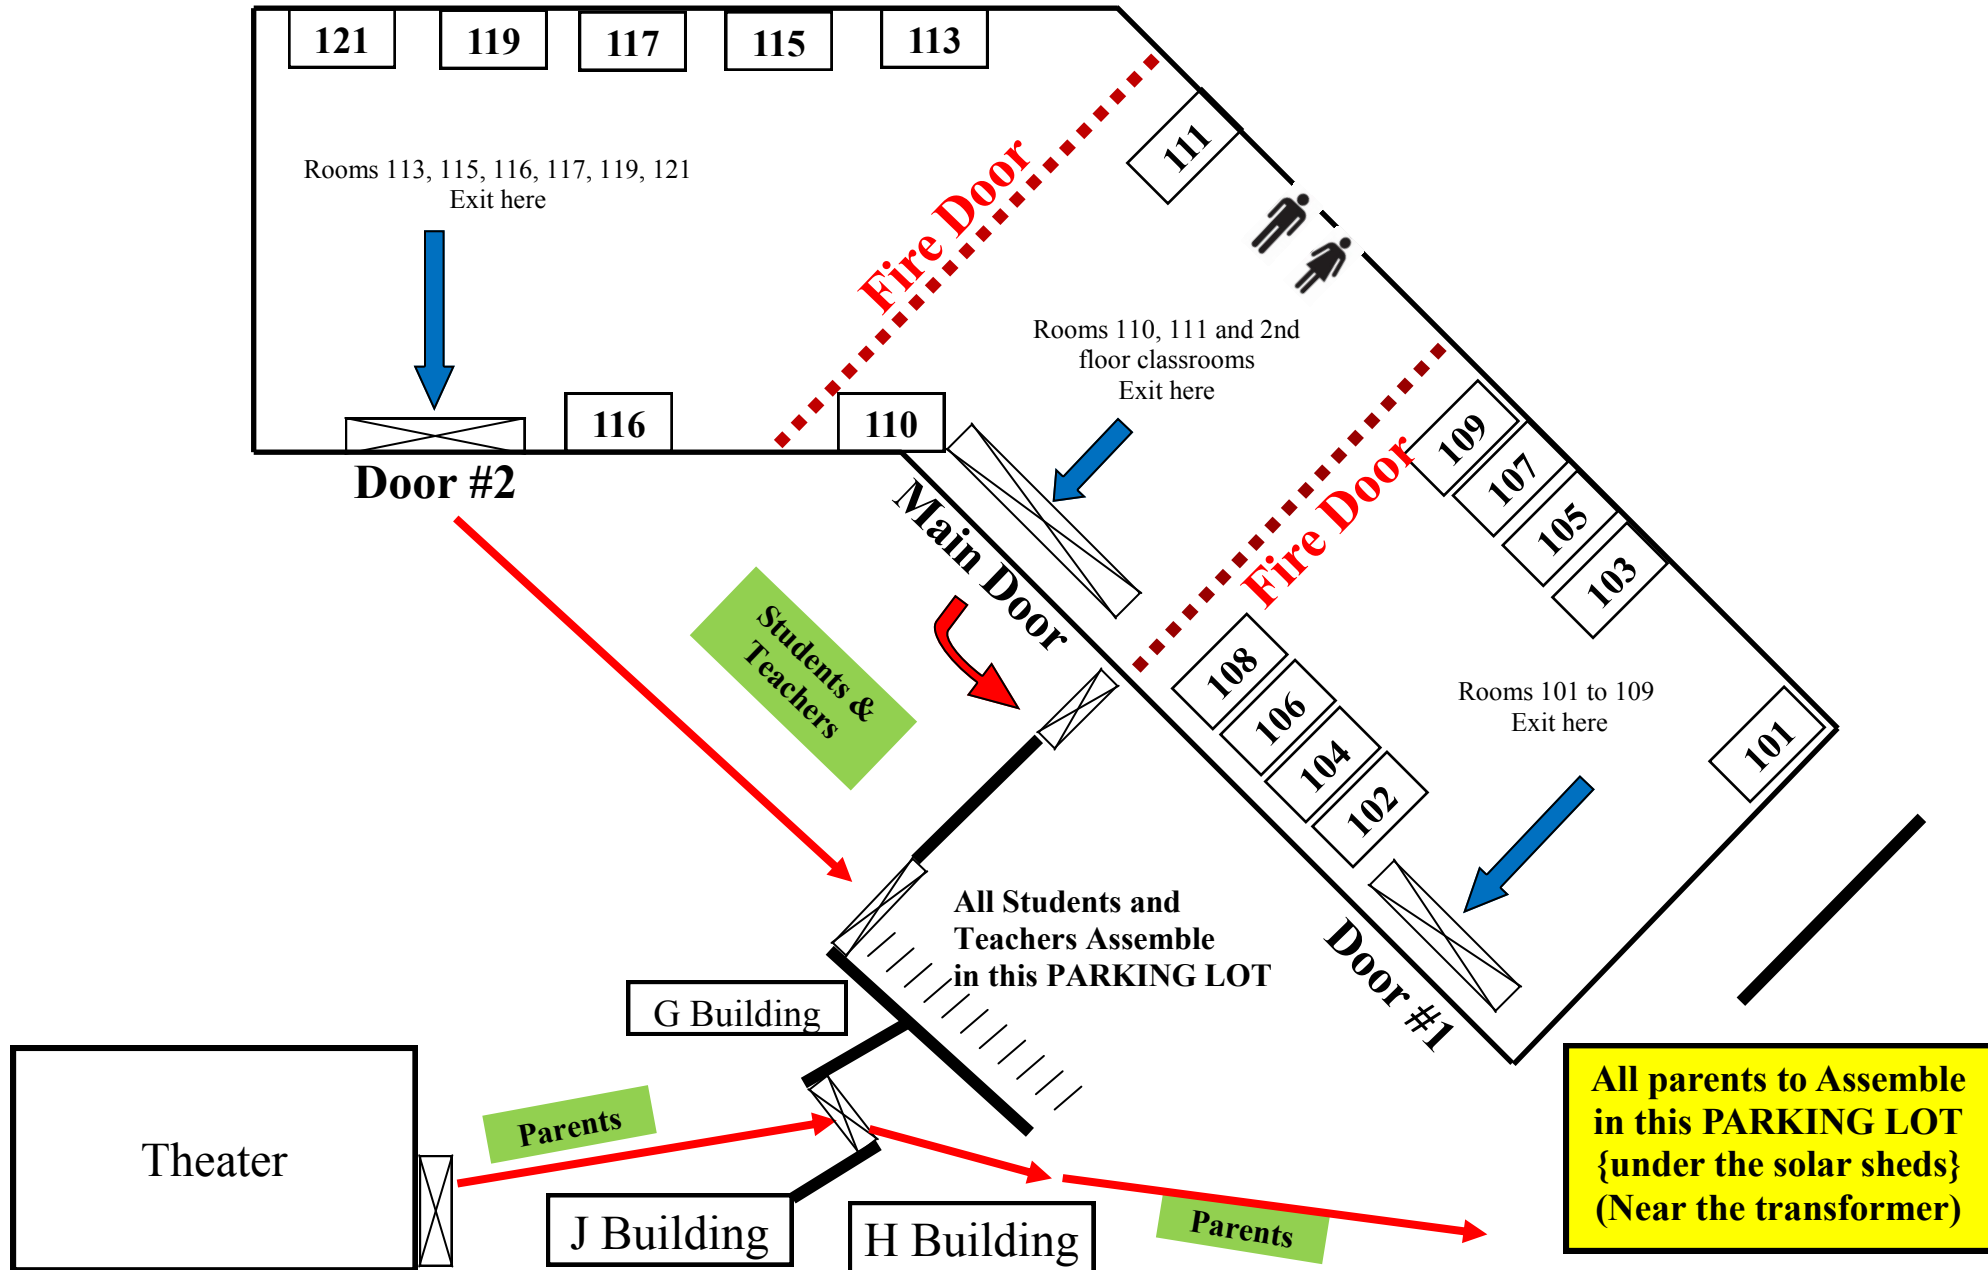 121
119
117
115
113
111
Rooms 113, 115, 116, 117, 119, 121
Exit here
Fire Door
Rooms 110, 111 and 2nd
floor classrooms
Exit here
116
110
Door #2
Main Door
Fire Door
109
107
105
103
101
108
106
104
102
Rooms 101 to 109
Exit here
Students &
Teachers
All Students and
Teachers Assemble
in this PARKING LOT
Door #1
G Building
Theater
Parents
J Building
H Building
Parents
All parents to Assemble
in this PARKING LOT
{under the solar sheds}
(Near the transformer)